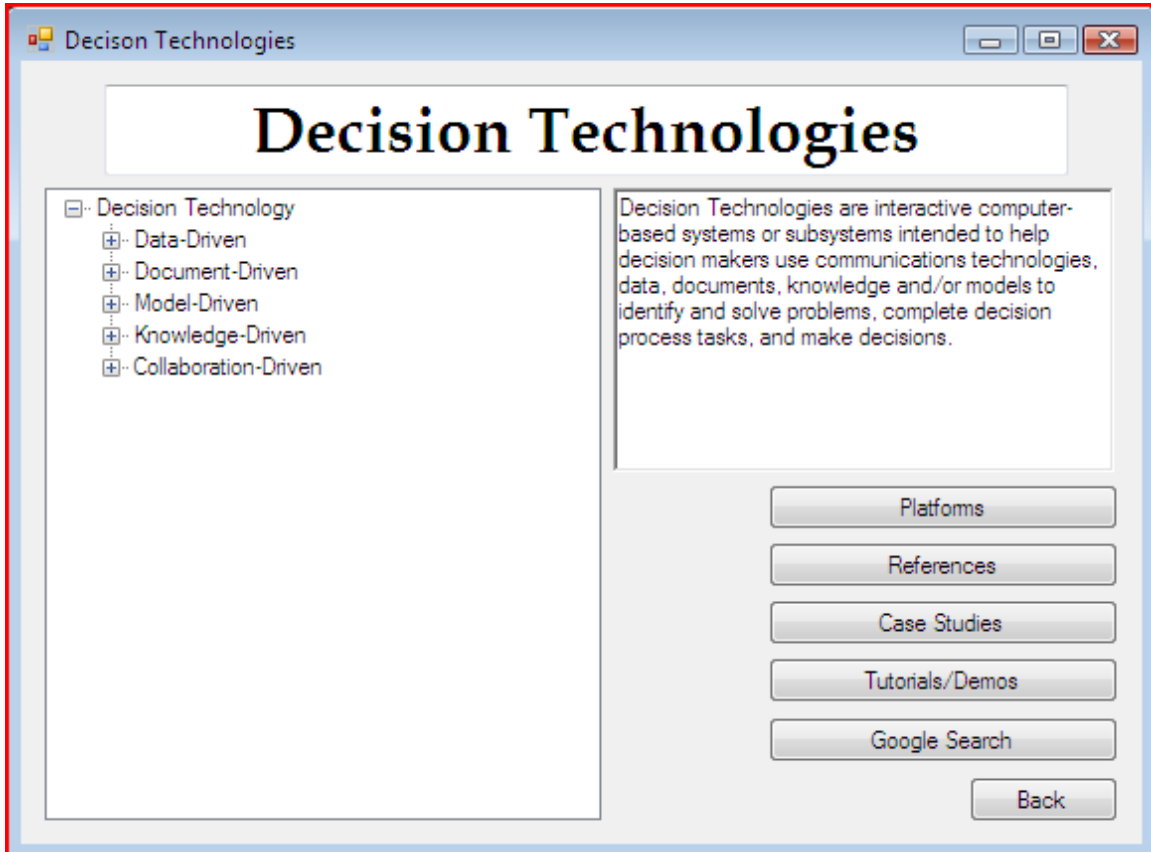 Decison Technologies
Decision Technologies
Decision Technology
Data-Driven
Document-Driven
Model-Driven
Knowledge-Driven
Collaboration-Driven
Decision Technologies are interactive computer-
based systems or subsystems intended to help
decision makers use communications technologies,
data, documents, knowledge and/or models to
identify and solve problems, complete decision
process tasks, and make decisions.
Platforms
References
Case Studies
Tutorials/Demos
Google Search
Back